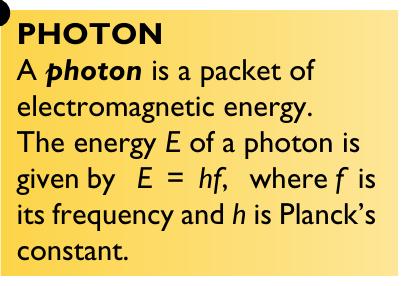 PHOTON
A photon is a packet of
electromagnetic energy.
The energy E of a photon is
given by E = hf, where f is
its frequency and h is Planck's
constant.